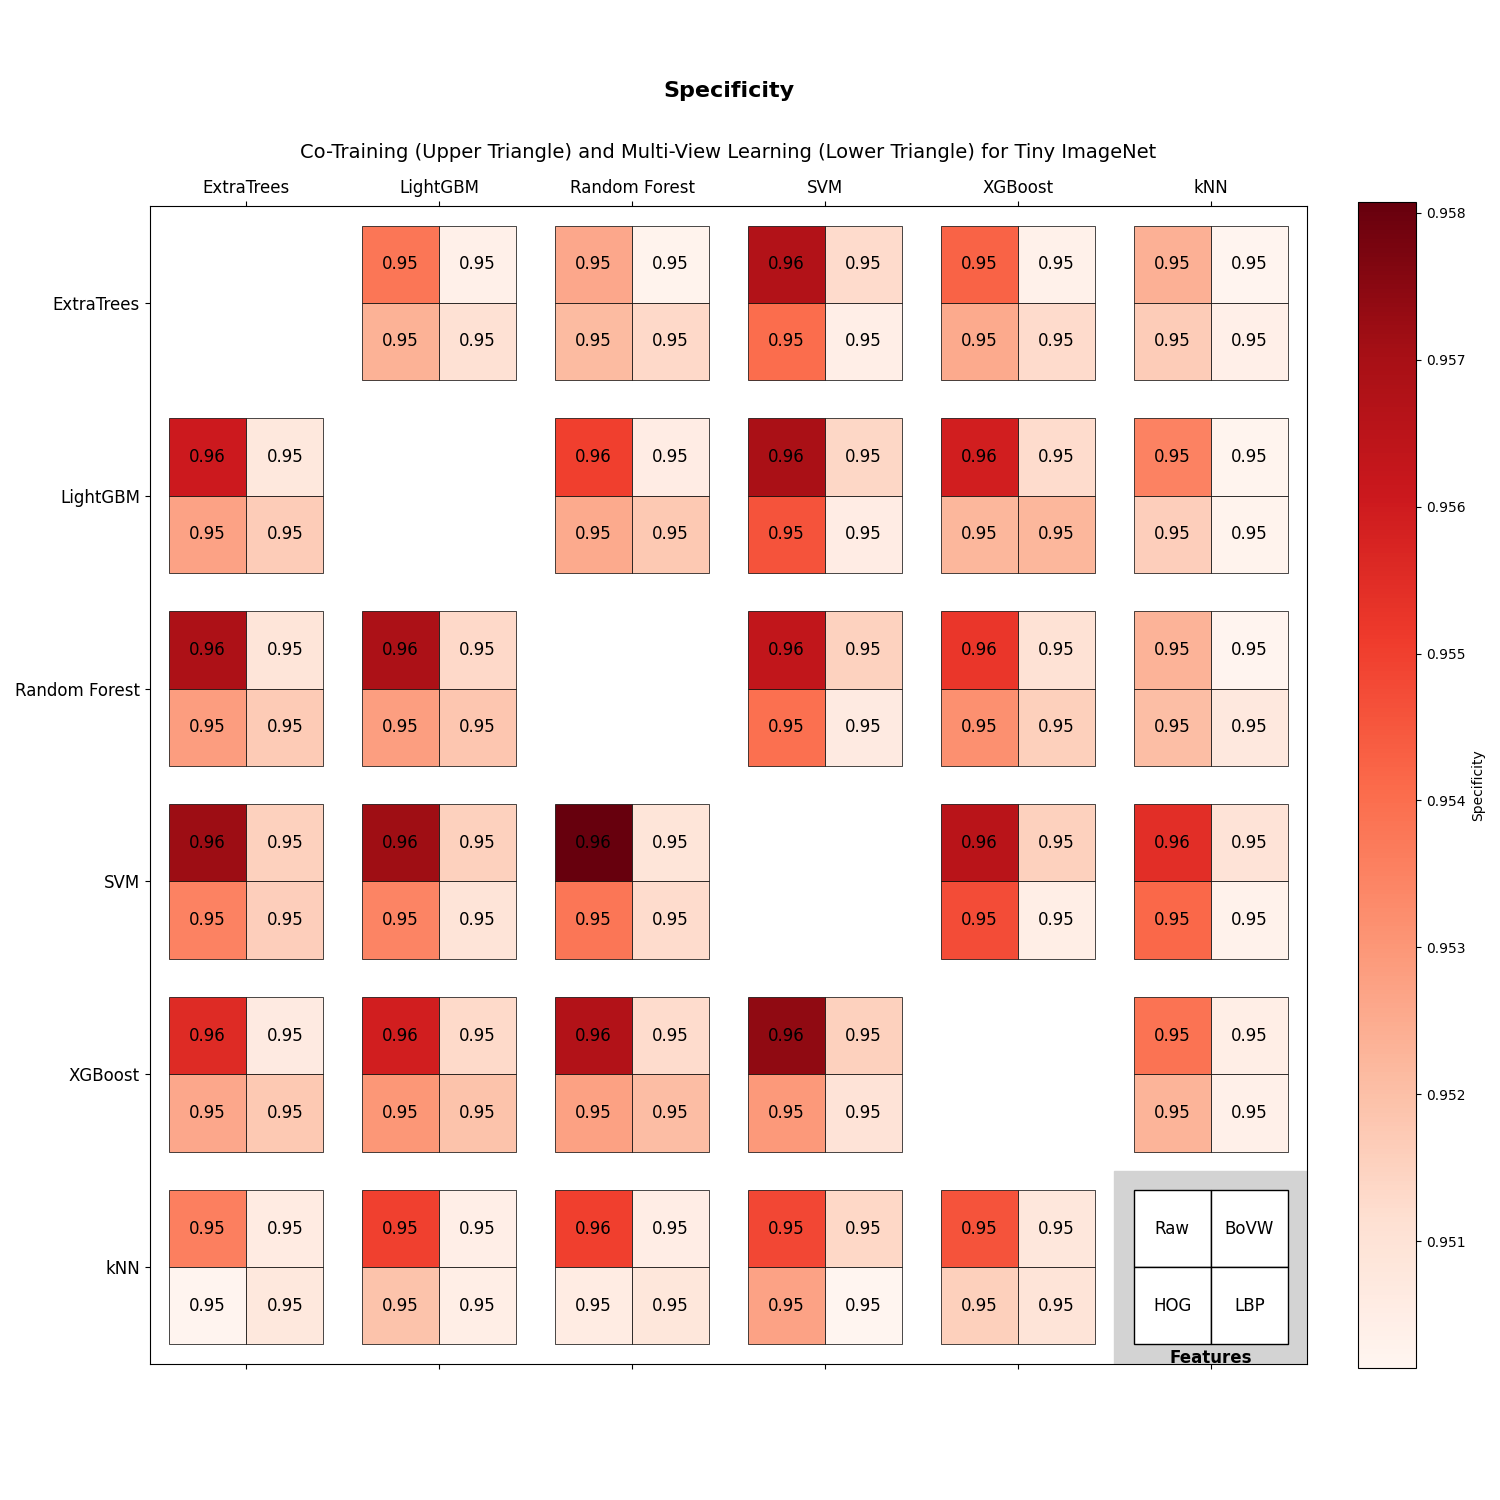 Specificity
Co-Training (Upper Triangle) and Multi-View Learning (Lower Triangle) for Tiny ImageNet
ExtraTrees LightGBM Random Forest SVM XGBoost kNN
0.95 0.95 0.95 0.95 0.96 0.95 0.95 0.95 0.95 0.95
ExtraTrees
0.95 0.95 0.95 0.95 0.95 0.95 0.95 0.95 0.95 0.95
0.96 0.95 0.96 0.95 0.96 0.95 0.96 0.95 0.95 0.95
LightGBM
0.95 0.95 0.95 0.95 0.95 0.95 0.95 0.95 0.95 0.95
0.96 0.95 0.96 0.95 0.96 0.95 0.96 0.95 0.95 0.95
Random Forest
0.95 0.95 0.95 0.95 0.95 0.95 0.95 0.95 0.95 0.95
0.96 0.95 0.96 0.95 0.96 0.95 0.96 0.95 0.96 0.95
SVM
0.95 0.95 0.95 0.95 0.95 0.95 0.95 0.95 0.95 0.95
0.96 0.95 0.96 0.95 0.96 0.95 0.96 0.95 0.95 0.95
XGBoost
0.95 0.95 0.95 0.95 0.95 0.95 0.95 0.95 0.95 0.95
0.95 0.95 0.95 0.95 0.96 0.95 0.95 0.95 0.95 0.95 Raw BoVW
kNN
0.95 0.95 0.95 0.95 0.95 0.95 0.95 0.95 0.95 0.95 HOG LBP
Features
0.958
0.957
0.956
0.955
0.954
0.953
0.952
0.951
Specificity